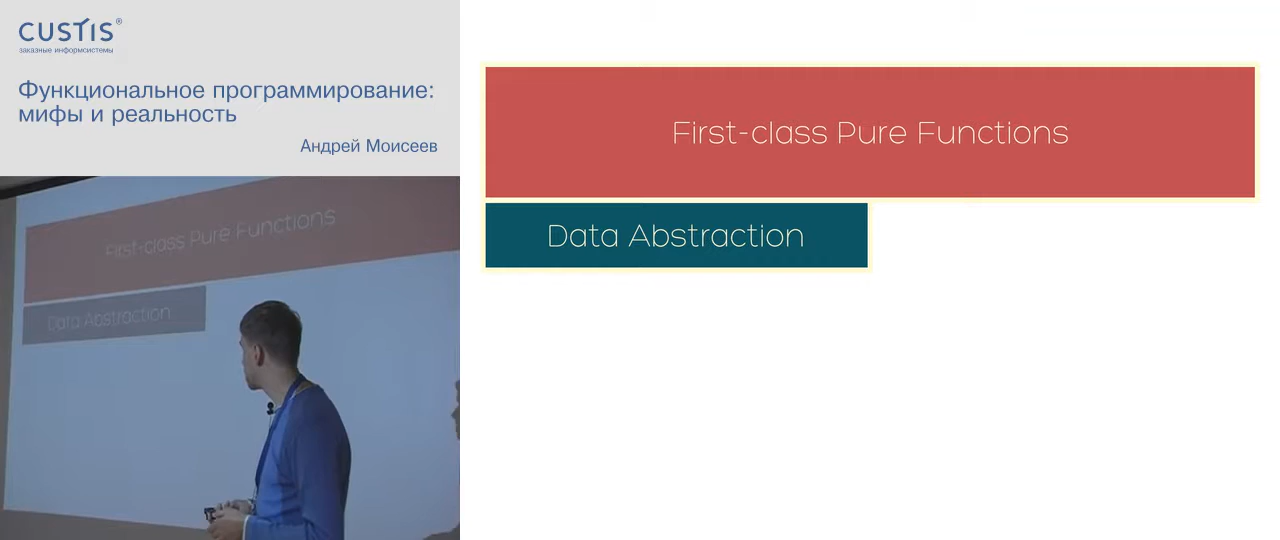 CUSTIS®
заказные информсистемы
Функциональное программирование:
мифы и реальность
Андрей Моисеев
First-class Pure Functions
Data Abstraction
First-class Pure Functions
Data Abstraction